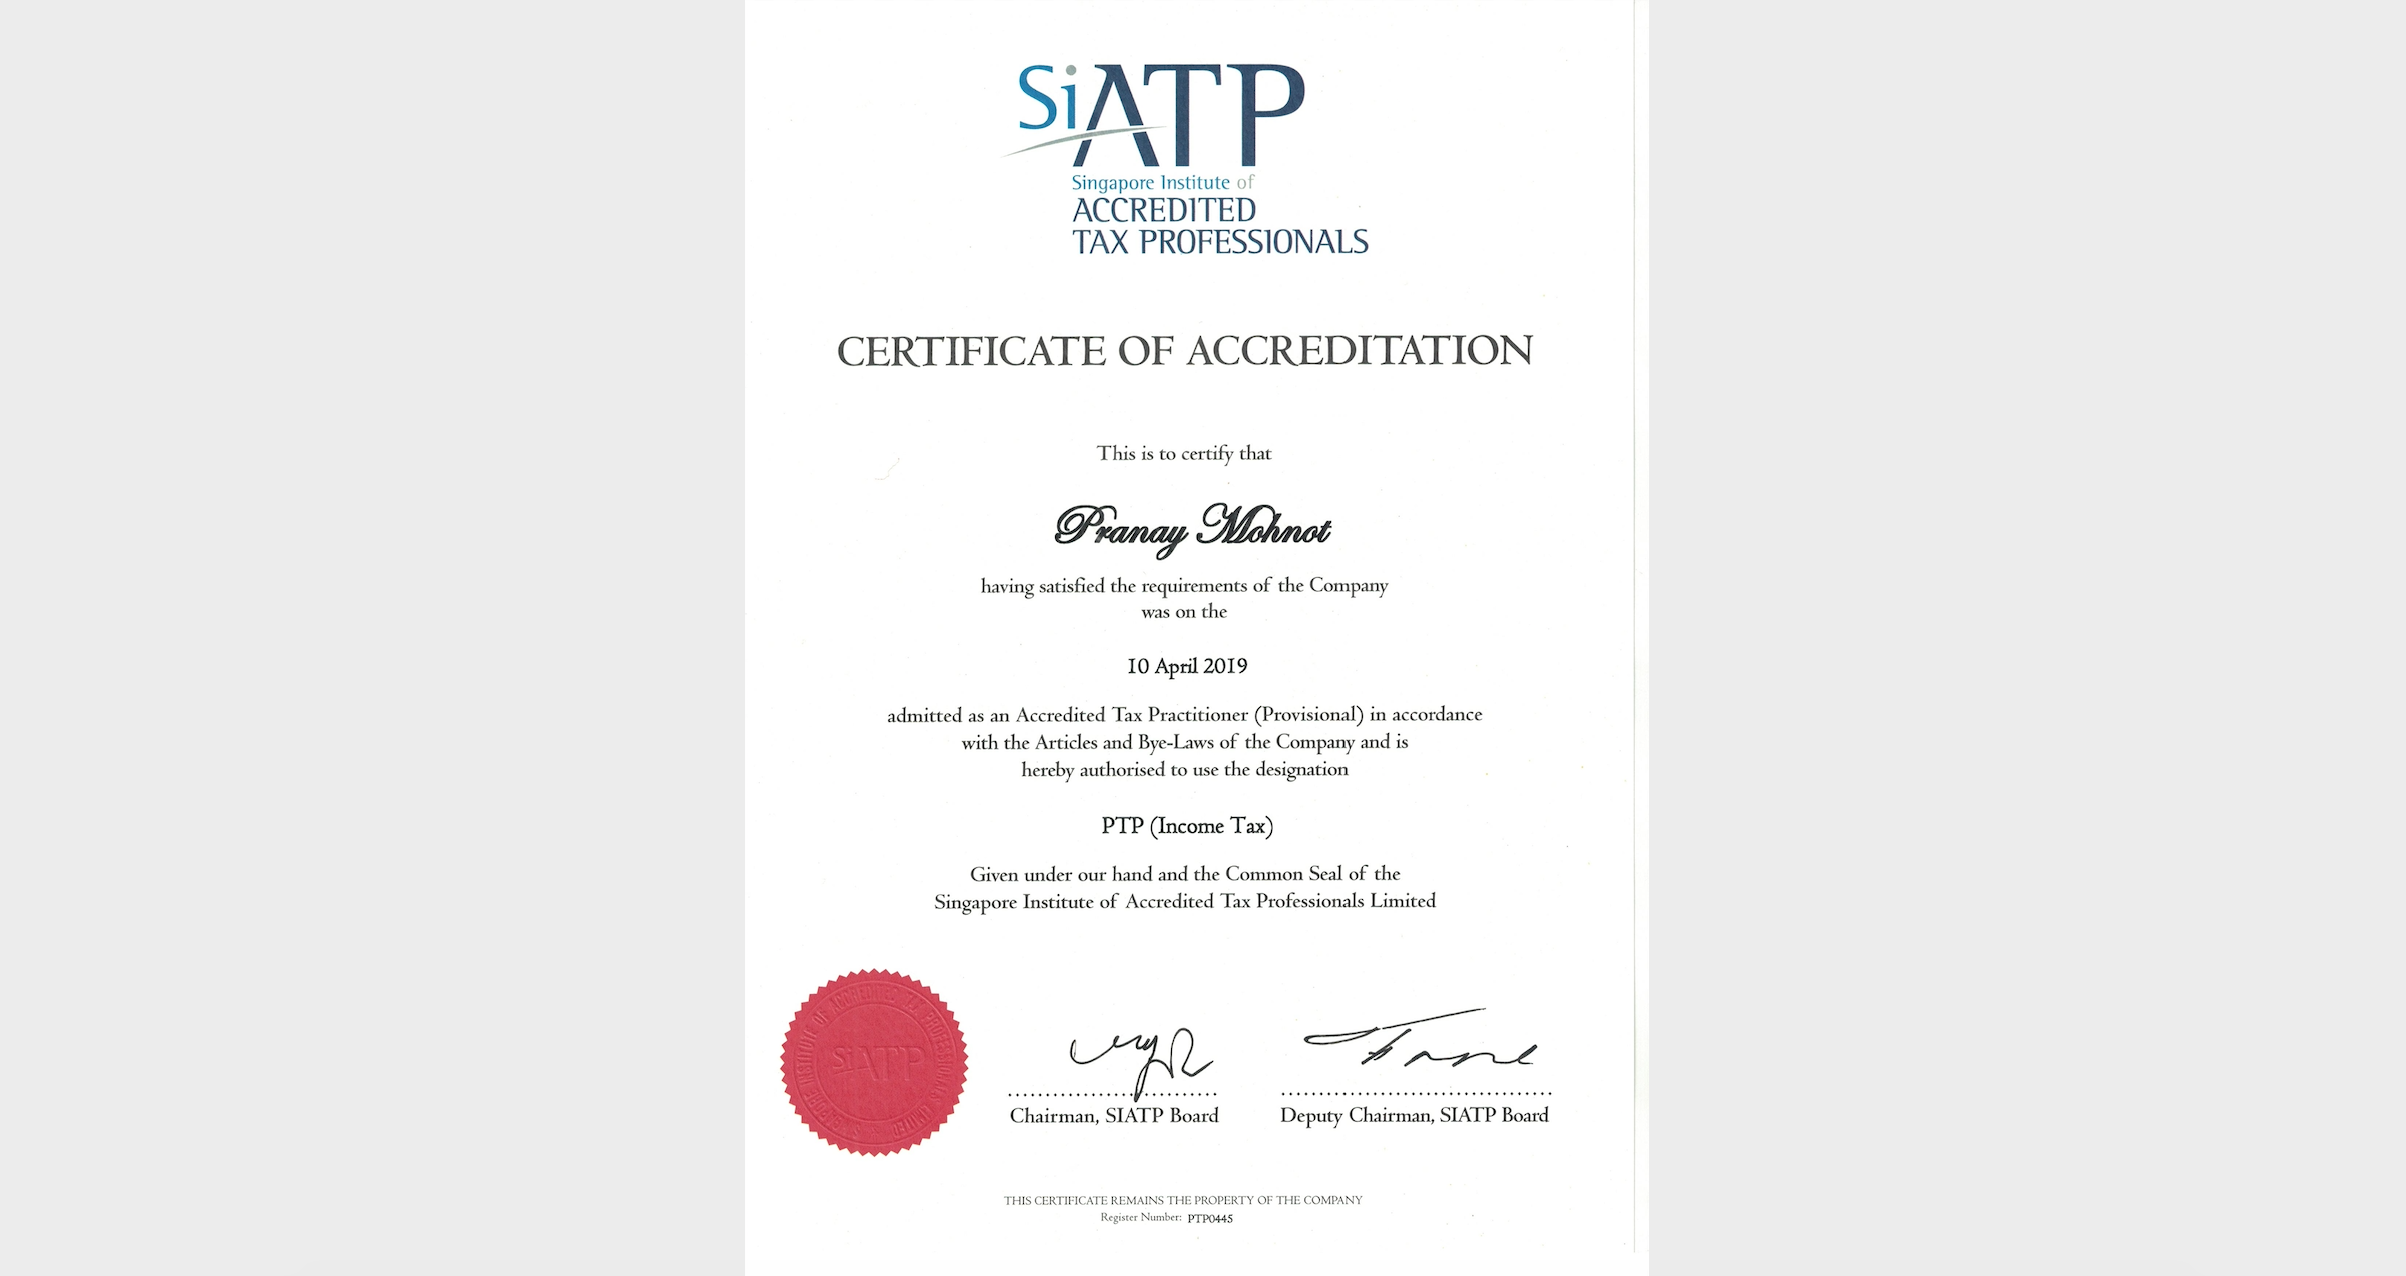 SiATP
Singapore Institute of
ACCREDITED
TAX PROFESSIONALS
CERTIFICATE OF ACCREDITATION
This is to certify that
Pranay Mohnot
having satisfied the requirements of the Company
was on the
10 April 2019
admitted as an Accredited Tax Practitioner (Provisional) in accordance
with the Articles and Bye-Laws of the Company and is
hereby authorised to use the designation
PTP (Income Tax)
Given under our hand and the Common Seal of the
Singapore Institute of Accredited Tax Professionals Limited
SiATP
INSTITUTE OF ACCREDITED TAX PROFESSIONALS LIMITED
Chairman, SIATP Board
Deputy Chairman, SIATP Board
THIS CERTIFICATE REMAINS THE PROPERTY OF THE COMPANY
Register Number: PTP0445